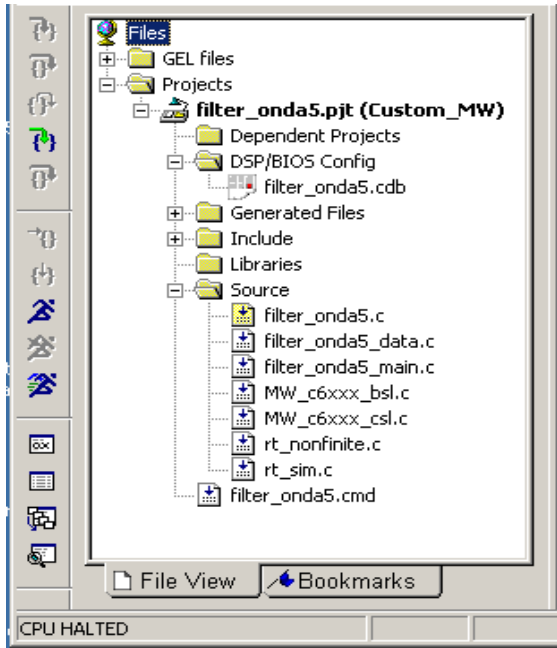 Files
GEL files
Projects
filter_onda5.pjt (Custom_MW)
Dependent Projects
DSP/BIOS Config
filter_onda5.cdb
Generated Files
Include
Libraries
Source
filter_onda5.c
filter_onda5_data.c
filter_onda5_main.c
MW_c6xxx_bsl.c
MW_c6xxx_csl.c
rt_nonfinite.c
rt_sim.c
filter_onda5.cmd
File View Bookmarks
CPU HALTED